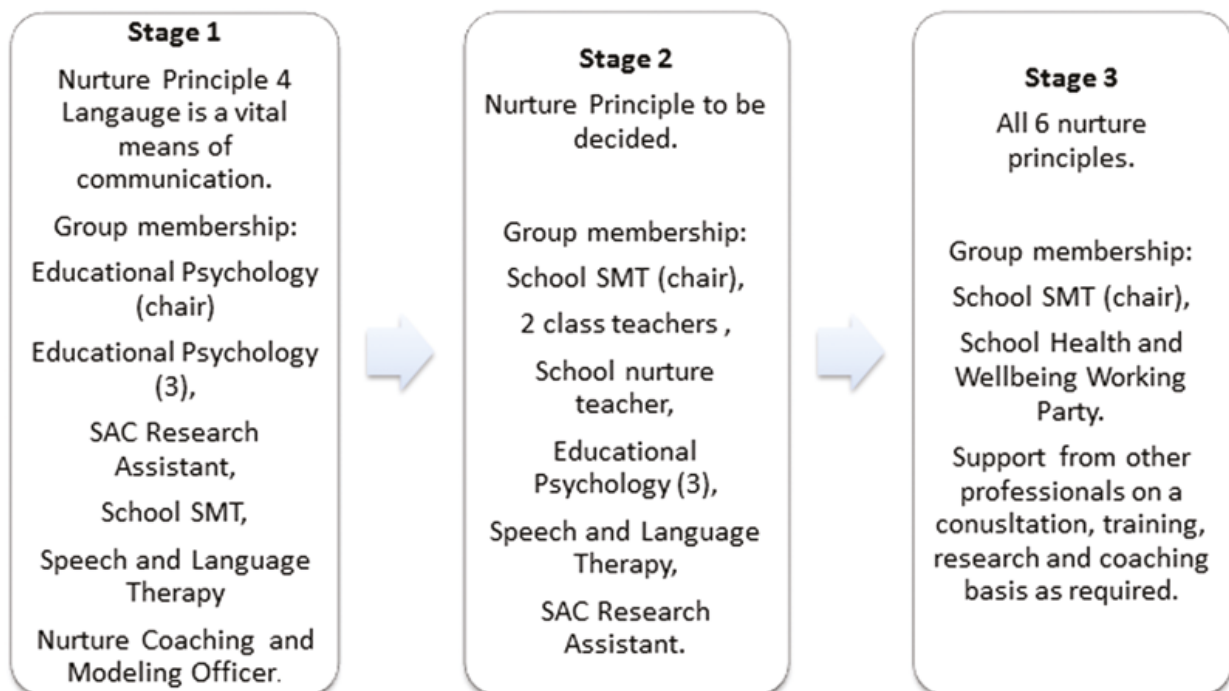 Stage 1
Nurture Principle 4
Langauge is a vital
means of
communication.
Group membership:
Educational Psychology
(chair)
Educational Psychology
(3),
SAC Research
Assistant,
School SMT,
Speech and Language
Therapy
Nurture Coaching and
Modeling Officer.
Stage 2
Nurture Principle to be
decided.
Group membership:
School SMT (chair),
2 class teachers ,
School nurture
teacher,
Educational
Psychology (3),
Speech and Language
Therapy,
SAC Research
Assistant.
Stage 3
All 6 nurture
principles.
Group membership:
School SMT (chair),
School Health and
Wellbeing Working
Party.
Support from other
professionals on a
conusltation, training,
research and coaching
basis as required.